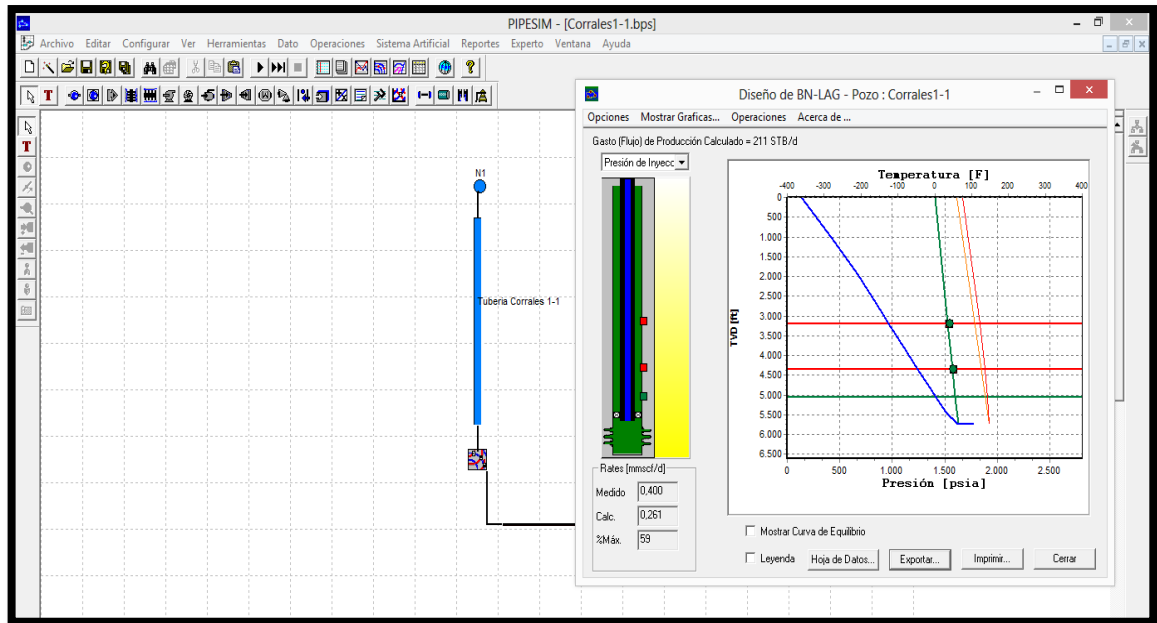 PIPESIM - [Corrales1-1.bps]
Archivo Editar Configurar Ver Herramientas Dato Operaciones Sistema Artificial Reportes Experto Ventana Ayuda
T
T
N1
Tuberia Corrales 1-1
Diseño de BN-LAG - Pozo : Corrales1-1
Opciones Mostrar Graficas... Operaciones Acerca de ...
Gasto (Flujo) de Producción Calculado = 211 STB/d
Presión de Inyecc
Temperatura [F]
-400 -300 -200 -100 0 100 200 300 400
0
500
1.000
1.500
2.000
2.500
3.000
3.500
4.000
4.500
5.000
5.500
6.000
6.500
TVD [ft]
0 500 1.000 1.500 2.000 2.500
Presión [psia]
Rates [mmscf/d]
Medido 0,400
Calc. 0,261
%Máx. 59
Mostrar Curva de Equilibrio
Leyenda Hoja de Datos... Exportar... Imprimir... Cerrar